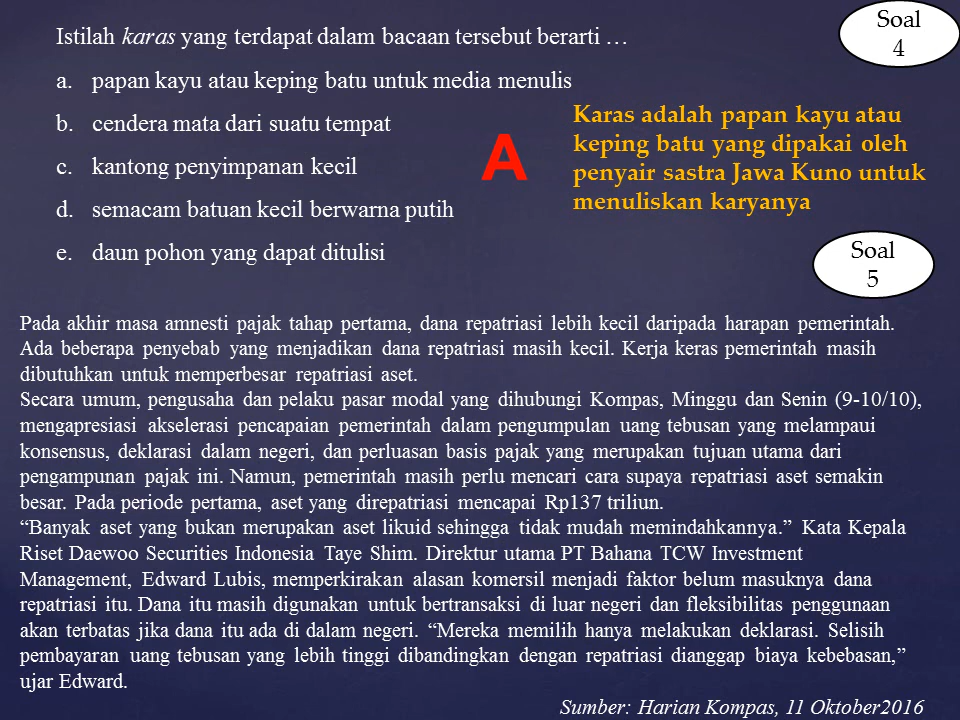 Soal
4
Istilah karas yang terdapat dalam bacaan tersebut berarti …
a. papan kayu atau keping batu untuk media menulis
b. cendera mata dari suatu tempat
c. kantong penyimpanan kecil
d. semacam batuan kecil berwarna putih
e. daun pohon yang dapat ditulisi
A
Karas adalah papan kayu atau
keping batu yang dipakai oleh
penyair sastra Jawa Kuno untuk
menuliskan karyanya
Soal
5
Pada akhir masa amnesti pajak tahap pertama, dana repatriasi lebih kecil daripada harapan pemerintah.
Ada beberapa penyebab yang menjadikan dana repatriasi masih kecil. Kerja keras pemerintah masih
dibutuhkan untuk memperbesar repatriasi aset.
Secara umum, pengusaha dan pelaku pasar modal yang dihubungi Kompas, Minggu dan Senin (9-10/10),
mengapresiasi akselerasi pencapaian pemerintah dalam pengumpulan uang tebusan yang melampaui
konsensus, deklarasi dalam negeri, dan perluasan basis pajak yang merupakan tujuan utama dari
pengampunan pajak ini. Namun, pemerintah masih perlu mencari cara supaya repatriasi aset semakin
besar. Pada periode pertama, aset yang direpatriasi mencapai Rp137 triliun.
“Banyak aset yang bukan merupakan aset likuid sehingga tidak mudah memindahkannya.” Kata Kepala
Riset Daewoo Securities Indonesia Taye Shim. Direktur utama PT Bahana TCW Investment
Management, Edward Lubis, memperkirakan alasan komersil menjadi faktor belum masuknya dana
repatriasi itu. Dana itu masih digunakan untuk bertransaksi di luar negeri dan fleksibilitas penggunaan
akan terbatas jika dana itu ada di dalam negeri. “Mereka memilih hanya melakukan deklarasi. Selisih
pembayaran uang tebusan yang lebih tinggi dibandingkan dengan repatriasi dianggap biaya kebebasan,”
ujar Edward.
Sumber: Harian Kompas, 11 Oktober2016